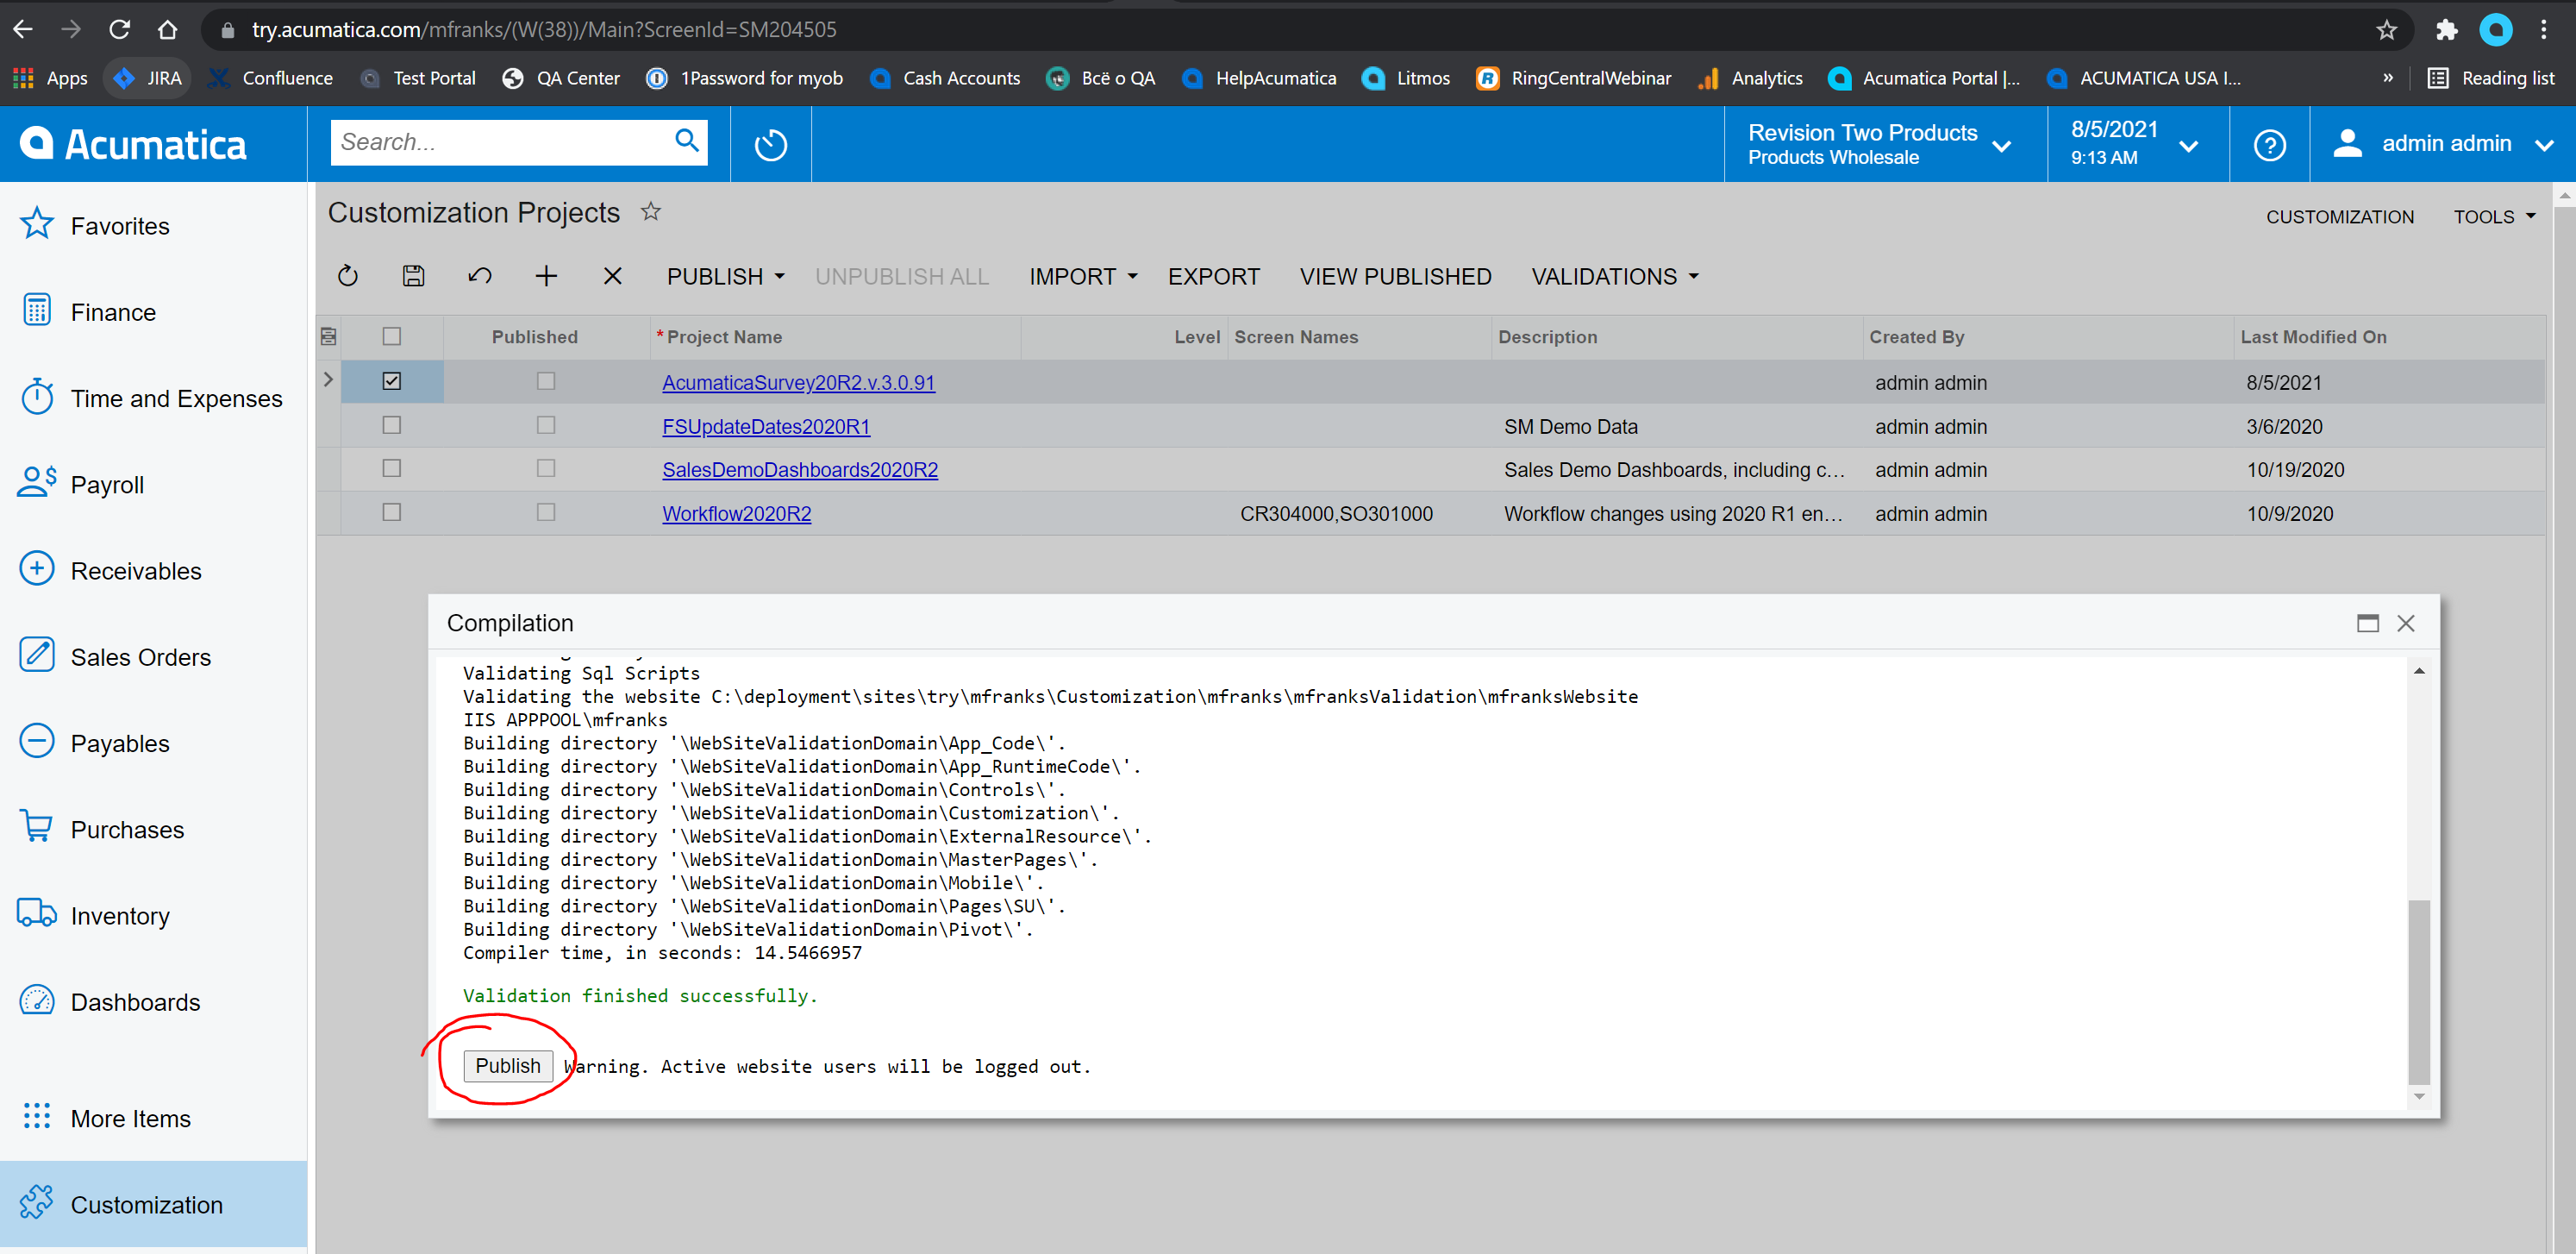 try.acumatica.com/mfranks/(W(38))/Main?ScreenId=SM204505
Apps JIRA Confluence Test Portal QA Center 1Password for myob Cash Accounts Всё о QA HelpAcumatica Litmos RingCentralWebinar Analytics Acumatica Portal |... ACUMATICA USA I... » Reading list
Acumatica
Search...
Revision Two Products
Products Wholesale
8/5/2021
9:13 AM
admin admin
Favorites
Finance
Time and Expenses
Payroll
Receivables
Sales Orders
Payables
Purchases
Inventory
Dashboards
More Items
Customization
Customization Projects
CUSTOMIZATION TOOLS
PUBLISH UNPUBLISH ALL IMPORT EXPORT VIEW PUBLISHED VALIDATIONS
Published * Project Name Level Screen Names Description Created By Last Modified On
AcumaticaSurvey20R2.v.3.0.91 admin admin 8/5/2021
FSUpdateDates2020R1 SM Demo Data admin admin 3/6/2020
SalesDemoDashboards2020R2 Sales Demo Dashboards, including c... admin admin 10/19/2020
Workflow2020R2 CR304000,SO301000 Workflow changes using 2020 R1 en... admin admin 10/9/2020
Compilation
Validating Sql Scripts
Validating the website C:\deployment\sites\try\mfranks\Customization\mfranks\mfranksValidation\mfranksWebsite
IIS APPPOOL\mfranks
Building directory '\WebSiteValidationDomain\App_Code\'.
Building directory '\WebSiteValidationDomain\App_RuntimeCode\'.
Building directory '\WebSiteValidationDomain\Controls\'.
Building directory '\WebSiteValidationDomain\Customization\'.
Building directory '\WebSiteValidationDomain\ExternalResource\'.
Building directory '\WebSiteValidationDomain\MasterPages\'.
Building directory '\WebSiteValidationDomain\Mobile\'.
Building directory '\WebSiteValidationDomain\Pages\SU\'.
Building directory '\WebSiteValidationDomain\Pivot\'.
Compiler time, in seconds: 14.5466957
Validation finished successfully.
Publish Warning. Active website users will be logged out.